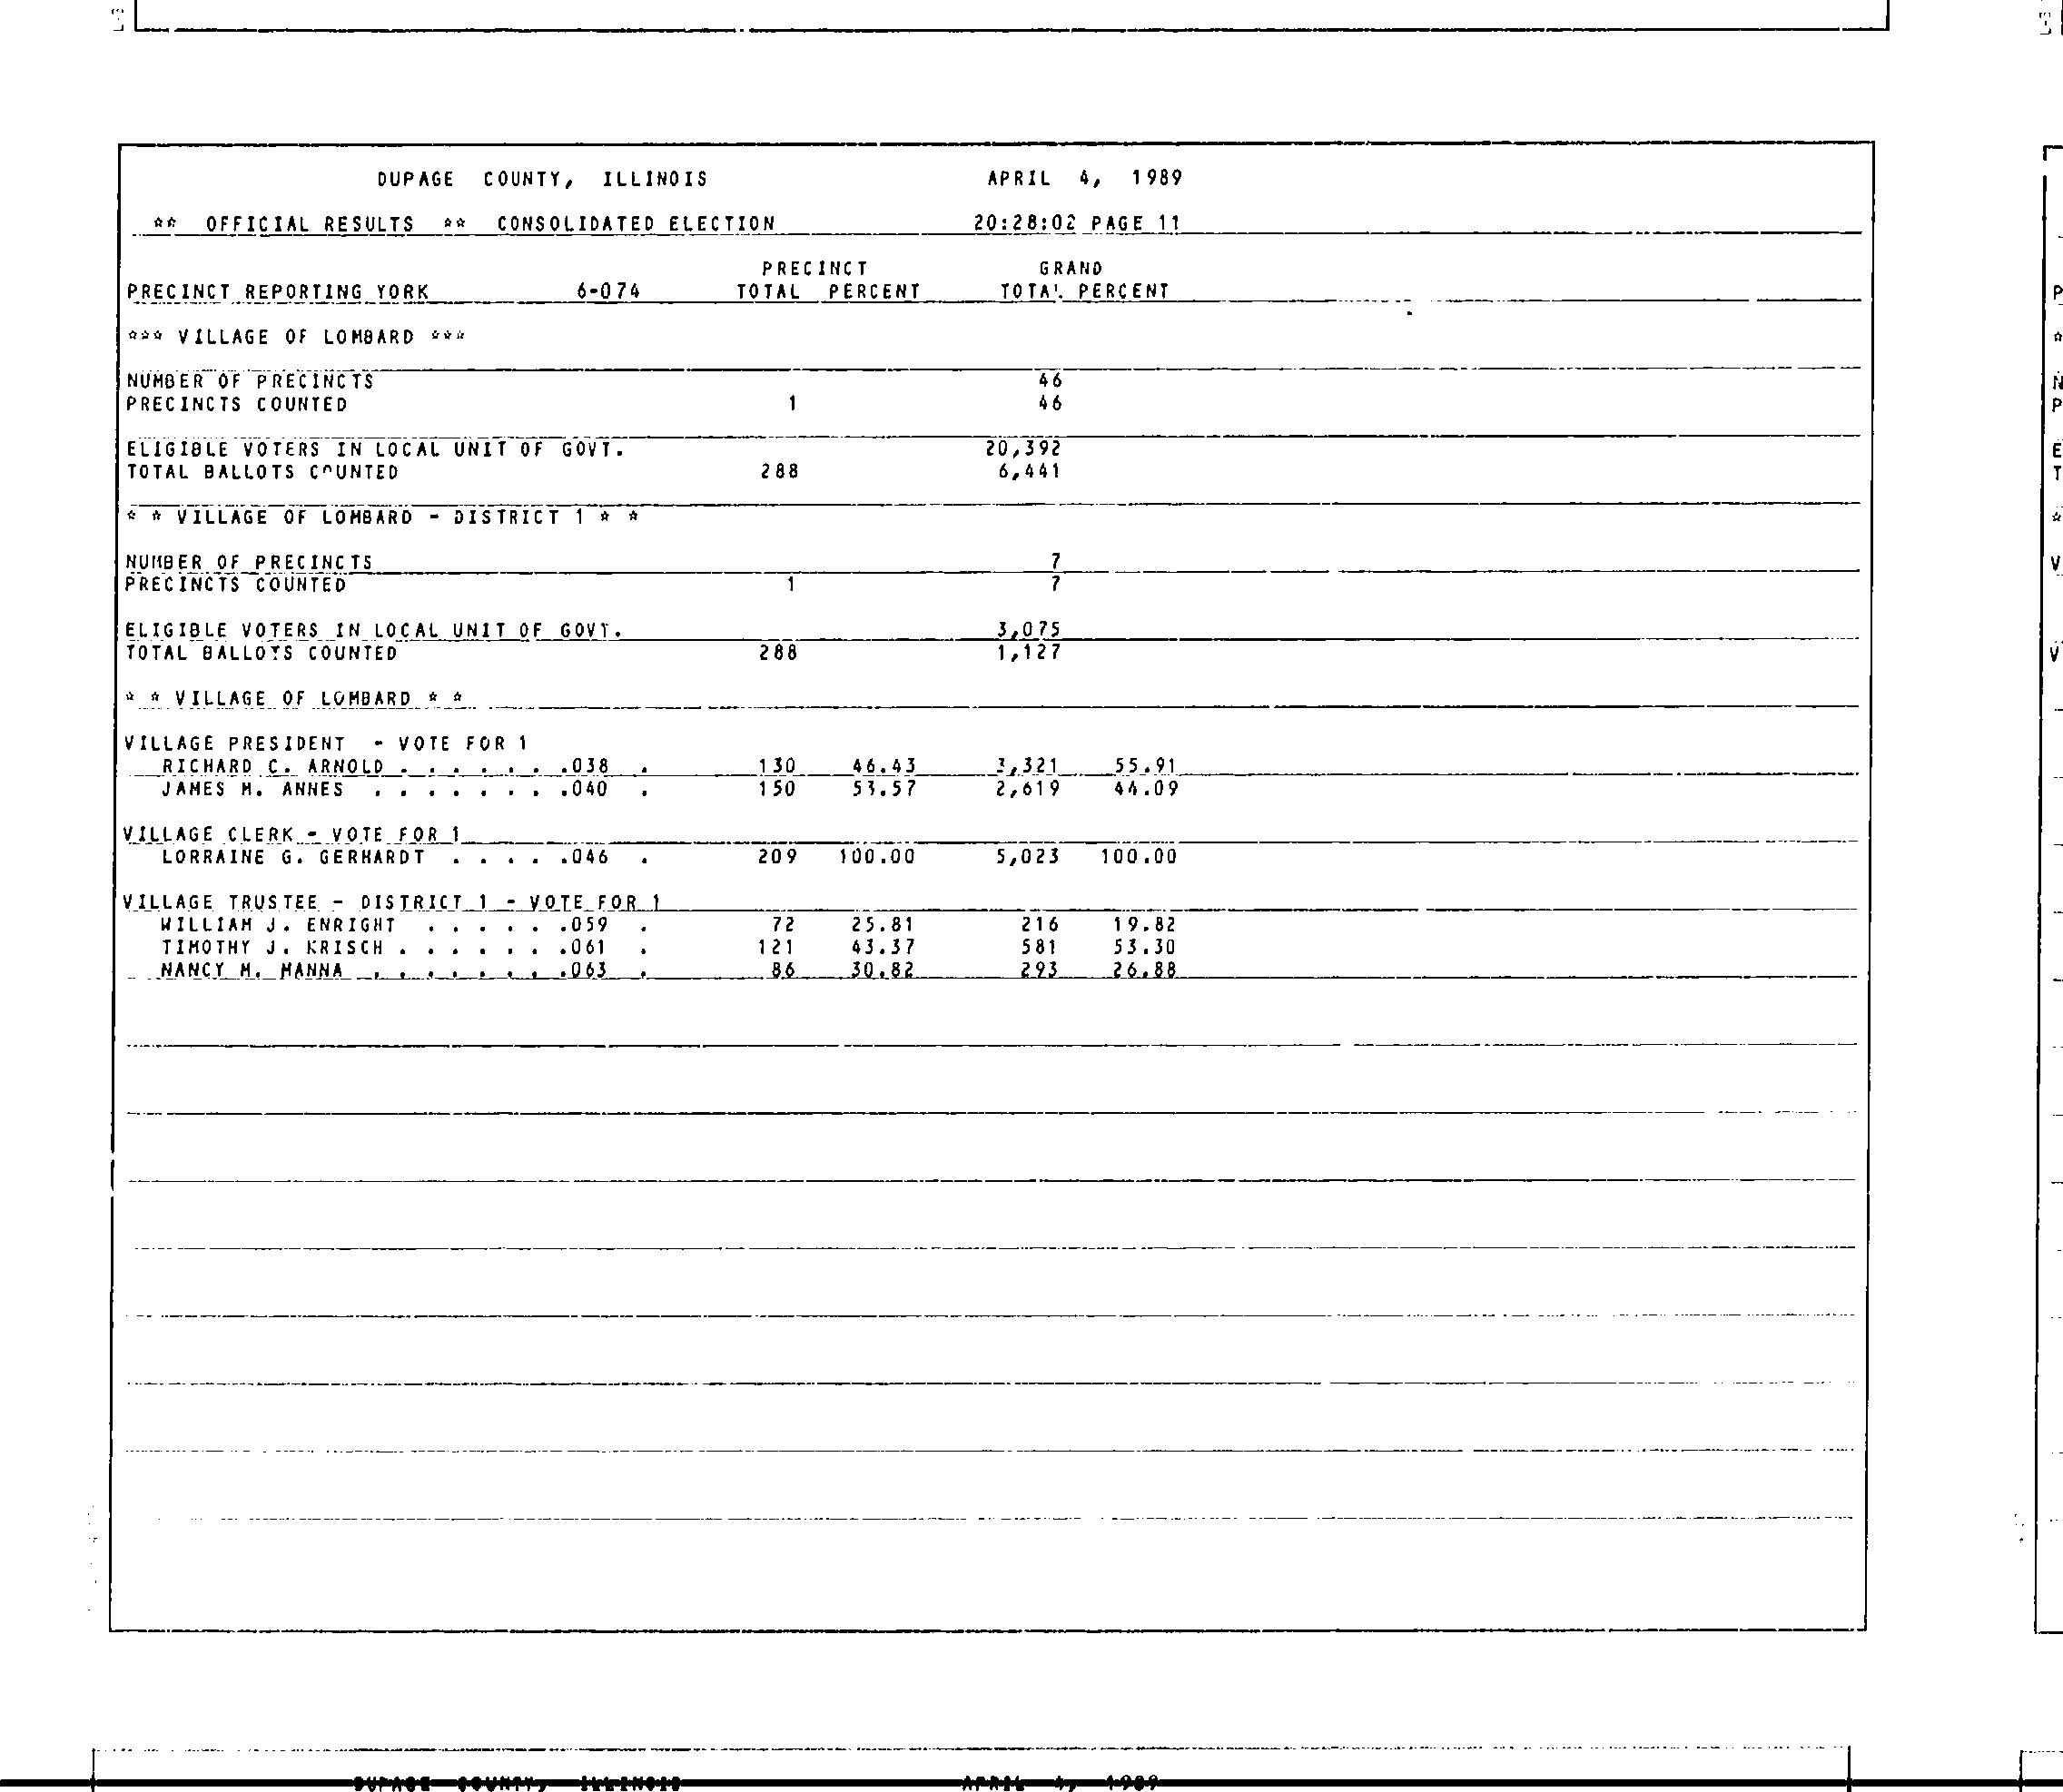 DUPAGE COUNTY, ILLINOIS APRIL 4, 1989
** OFFICIAL RESULTS ** CONSOLIDATED ELECTION 20:28:02 PAGE 11
PRECINCT GRAND
PRECINCT REPORTING YORK 6-074 TOTAL PERCENT TOTAL PERCENT
*** VILLAGE OF LOMBARD ***
NUMBER OF PRECINCTS 46
PRECINCTS COUNTED 1 46
ELIGIBLE VOTERS IN LOCAL UNIT OF GOVT. 20,392
TOTAL BALLOTS COUNTED 288 6,441
* * VILLAGE OF LOMBARD - DISTRICT 1 * *
NUMBER OF PRECINCTS 7
PRECINCTS COUNTED 1 7
ELIGIBLE VOTERS IN LOCAL UNIT OF GOVT. 3,075
TOTAL BALLOTS COUNTED 288 1,127
* * VILLAGE OF LOMBARD * *
VILLAGE PRESIDENT - VOTE FOR 1
RICHARD C. ARNOLD . . . . . . .038 . 130 46.43 3,321 55.91
JAMES M. ANNES . . . . . . . .040 . 150 53.57 2,619 44.09
VILLAGE CLERK - VOTE FOR 1
LORRAINE G. GERHARDT . . . . .046 . 209 100.00 5,023 100.00
VILLAGE TRUSTEE - DISTRICT 1 - VOTE FOR 1
WILLIAM J. ENRIGHT . . . . . .059 . 72 25.81 216 19.82
TIMOTHY J. KRISCH . . . . . . .061 . 121 43.37 581 53.30
NANCY M. MANNA . . . . . . . .063 . 86 30.82 293 26.88
DUPAGE COUNTY, ILLINOIS APRIL 4, 1989